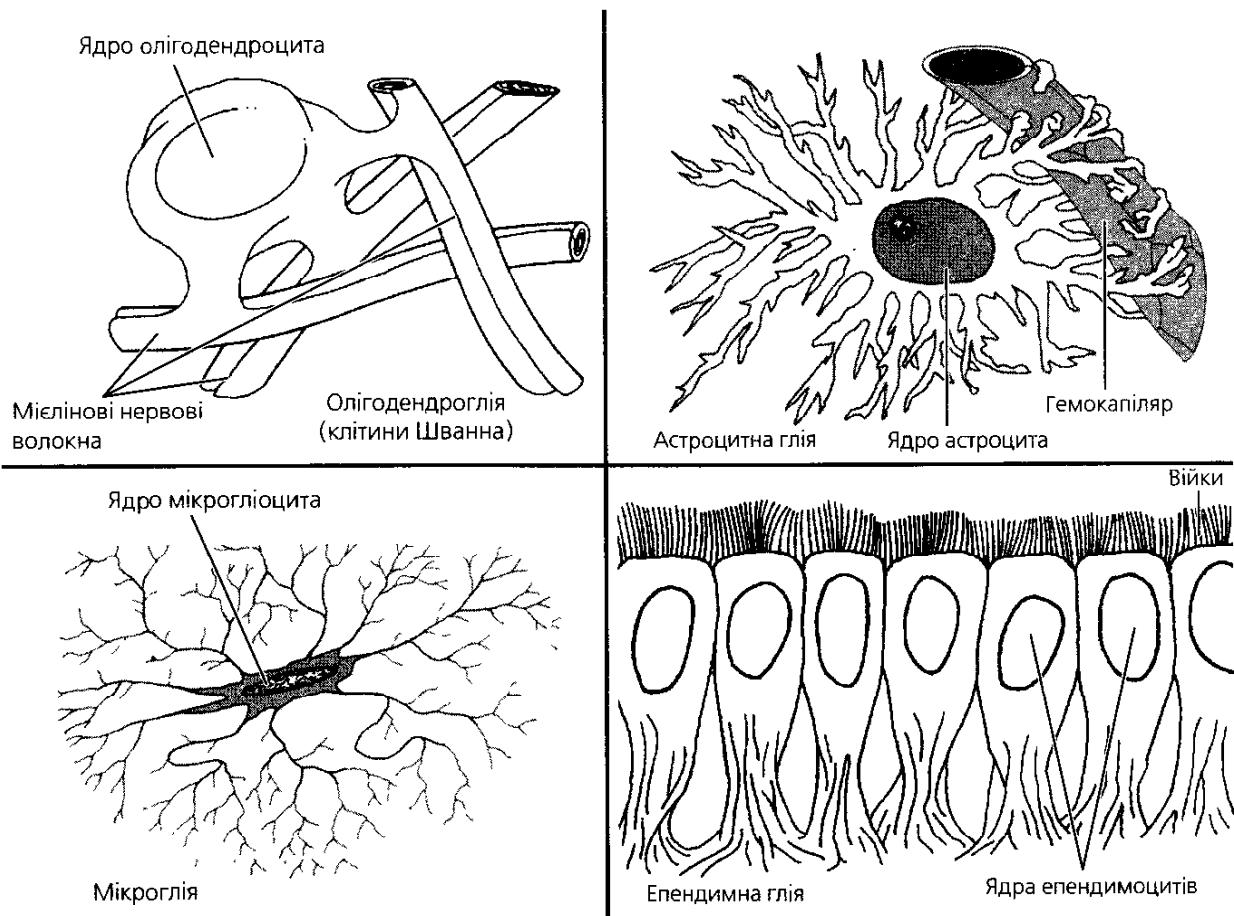 Ядро олігодендроцита
Мієлінові нервові
волокна
Олігодендроглія
(клітини Шванна)
Астроцитна глія
Ядро астроцита
Гемокапіляр
Ядро мікрогліоцита
Мікроглія
Війки
Епендимна глія
Ядра епендимоцитів